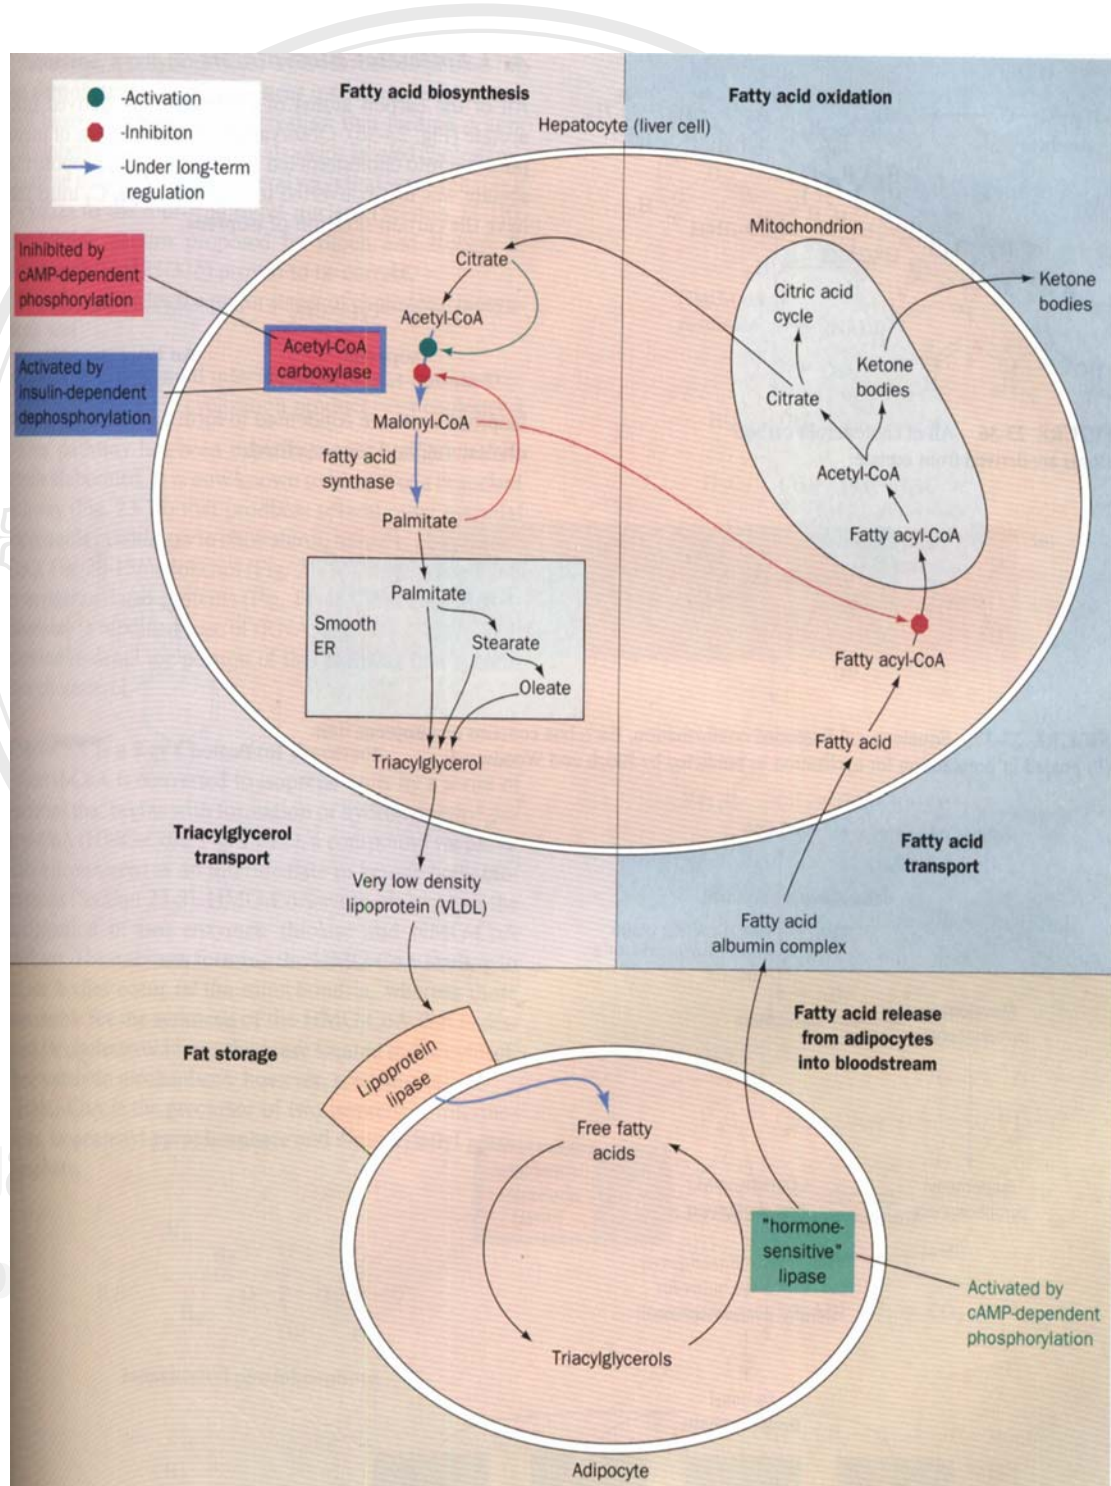 -Activation
-Inhibiton
-Under long-term
regulation
Fatty acid biosynthesis
Fatty acid oxidation
Hepatocyte (liver cell)
Inihibited by
cAMP-dependent
phosphorylation
Activated by
insulin-dependent
dephosphorylation
Acetyl-CoA
carboxylase
Citrate
Acetyl-CoA
Malonyl-CoA
fatty acid
synthase
Palmitate
Smooth
ER
Palmitate
Stearate
Oleate
Triacylglycerol
Mitochondrion
Citric acid
cycle
Ketone
bodies
Ketone
bodies
Citrate
Acetyl-CoA
Fatty acyl-CoA
Fatty acyl-CoA
Fatty acid
Triacylglycerol
transport
Fatty acid
transport
Very low density
lipoprotein (VLDL)
Fatty acid
albumin complex
Fat storage
Fatty acid release
from adipocytes
into bloodstream
Lipoprotein
lipase
Free fatty
acids
"hormone-
sensitive"
lipase
Activated by
cAMP-dependent
phosphorylation
Triacylglycerols
Adipocyte